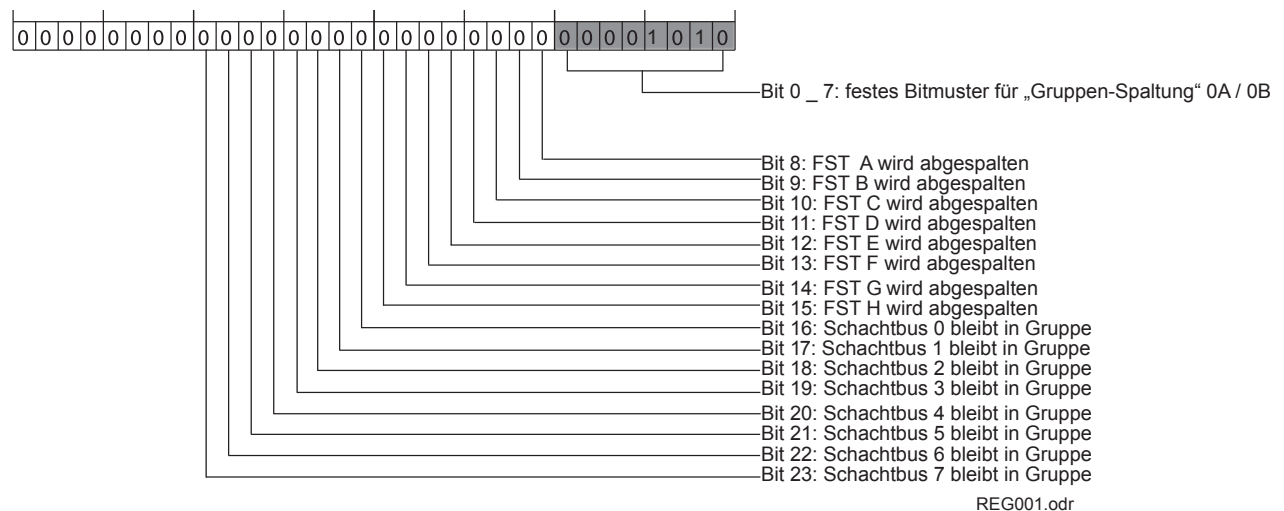 0 0 0 0 0 0 0 0 0 0 0 0 0 0 0 0 0 0 0 0 0 0 0 0 0 0 0 0 1 0 1 0
Bit 0 _ 7: festes Bitmuster für „Gruppen-Spaltung“ 0A / 0B
Bit 8: FST A wird abgespalten
Bit 9: FST B wird abgespalten
Bit 10: FST C wird abgespalten
Bit 11: FST D wird abgespalten
Bit 12: FST E wird abgespalten
Bit 13: FST F wird abgespalten
Bit 14: FST G wird abgespalten
Bit 15: FST H wird abgespalten
Bit 16: Schachtbus 0 bleibt in Gruppe
Bit 17: Schachtbus 1 bleibt in Gruppe
Bit 18: Schachtbus 2 bleibt in Gruppe
Bit 19: Schachtbus 3 bleibt in Gruppe
Bit 20: Schachtbus 4 bleibt in Gruppe
Bit 21: Schachtbus 5 bleibt in Gruppe
Bit 22: Schachtbus 6 bleibt in Gruppe
Bit 23: Schachtbus 7 bleibt in Gruppe
REG001.odr